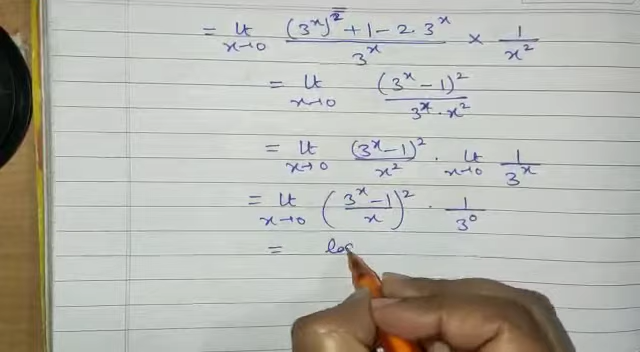 = lt x→0 ((3^x)^2 + 1 - 2·3^x)/3^x × 1/x^2
= lt x→0 (3^x - 1)^2/(3^x · x^2)
= lt x→0 (3^x - 1)^2/x^2 · lt x→0 1/3^x
= lt x→0 ((3^x - 1)/x)^2 · 1/3^0
= log